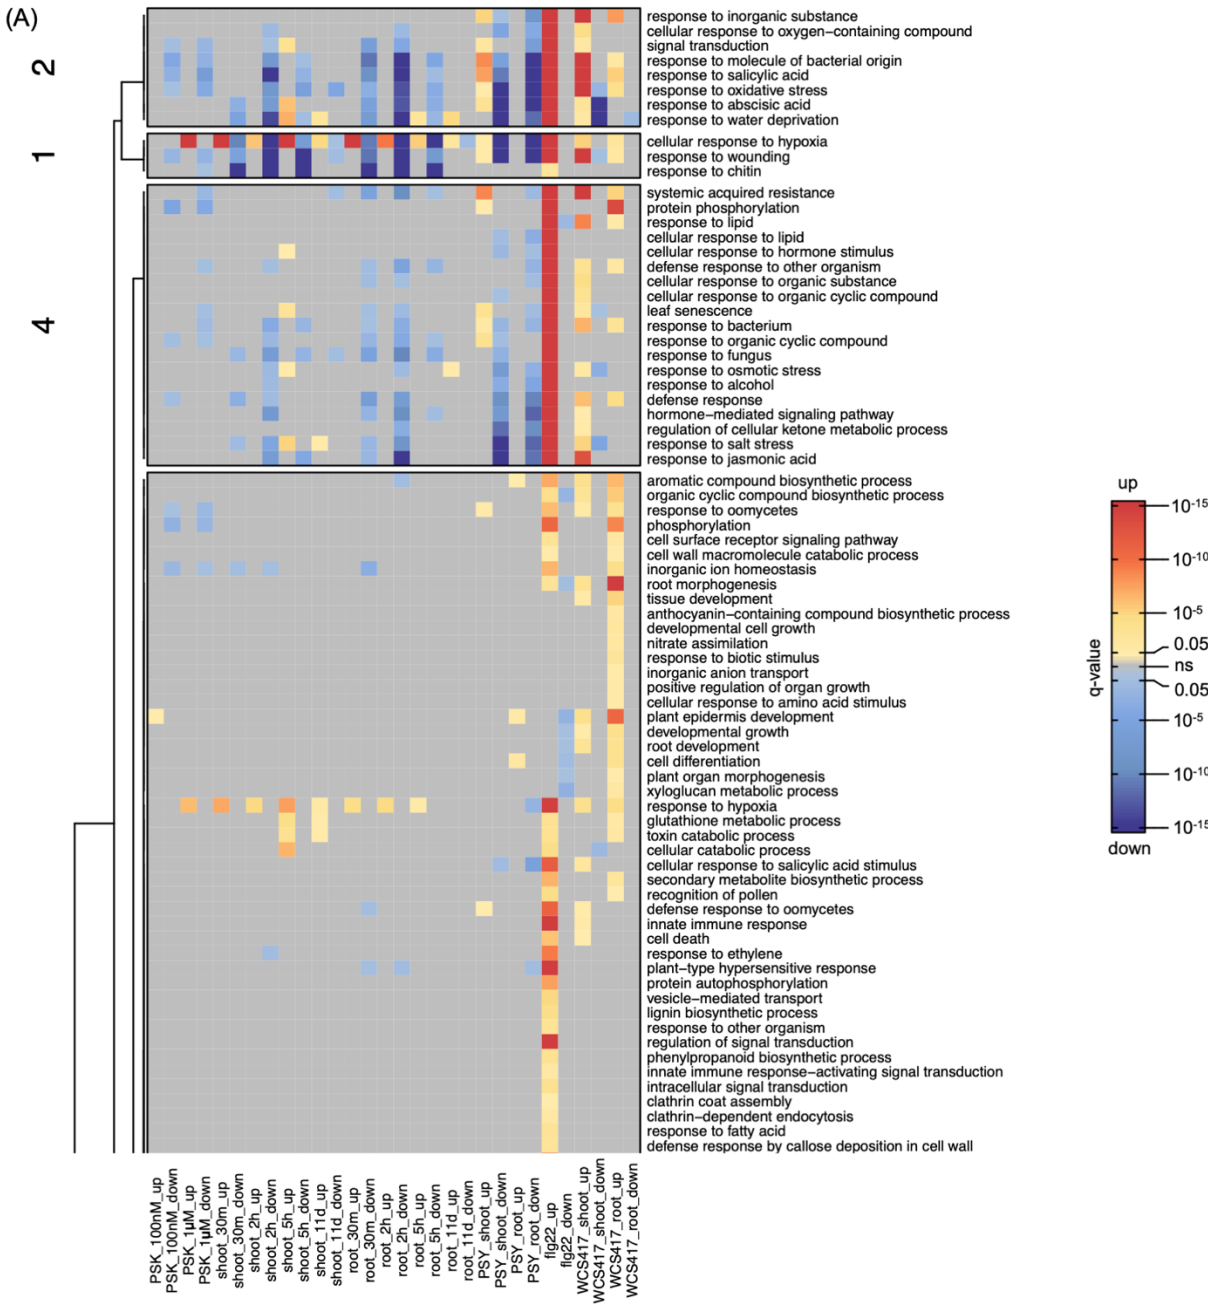 (A)
2
response to inorganic substance
cellular response to oxygen−containing compound
signal transduction
response to molecule of bacterial origin
response to salicylic acid
response to oxidative stress
response to abscisic acid
response to water deprivation
1
cellular response to hypoxia
response to wounding
response to chitin
4
systemic acquired resistance
protein phosphorylation
response to lipid
cellular response to lipid
cellular response to hormone stimulus
defense response to other organism
cellular response to organic substance
cellular response to organic cyclic compound
leaf senescence
response to bacterium
response to organic cyclic compound
response to fungus
response to osmotic stress
response to alcohol
defense response
hormone−mediated signaling pathway
regulation of cellular ketone metabolic process
response to salt stress
response to jasmonic acid
aromatic compound biosynthetic process
organic cyclic compound biosynthetic process
response to oomycetes
phosphorylation
cell surface receptor signaling pathway
cell wall macromolecule catabolic process
inorganic ion homeostasis
root morphogenesis
tissue development
anthocyanin−containing compound biosynthetic process
developmental cell growth
nitrate assimilation
response to biotic stimulus
inorganic anion transport
positive regulation of organ growth
cellular response to amino acid stimulus
plant epidermis development
developmental growth
root development
cell differentiation
plant organ morphogenesis
xyloglucan metabolic process
response to hypoxia
glutathione metabolic process
toxin catabolic process
cellular catabolic process
cellular response to salicylic acid stimulus
secondary metabolite biosynthetic process
recognition of pollen
defense response to oomycetes
innate immune response
cell death
response to ethylene
plant−type hypersensitive response
protein autophosphorylation
vesicle−mediated transport
lignin biosynthetic process
response to other organism
regulation of signal transduction
phenylpropanoid biosynthetic process
innate immune response−activating signal transduction
intracellular signal transduction
clathrin coat assembly
clathrin−dependent endocytosis
response to fatty acid
defense response by callose deposition in cell wall
PSK_100nM_up
PSK_100nM_down
PSK_1µM_up
PSK_1µM_down
shoot_30m_up
shoot_30m_down
shoot_2h_up
shoot_2h_down
shoot_5h_up
shoot_5h_down
shoot_11d_up
shoot_11d_down
root_30m_up
root_30m_down
root_2h_up
root_2h_down
root_5h_up
root_5h_down
root_11d_up
root_11d_down
PSY_shoot_up
PSY_shoot_down
PSY_root_up
PSY_root_down
flg22_up
flg22_down
WCS417_shoot_up
WCS417_shoot_down
WCS417_root_up
WCS417_root_down
up
10-15
10-10
10-5
0.05
ns
0.05
10-5
10-10
10-15
down
q-value